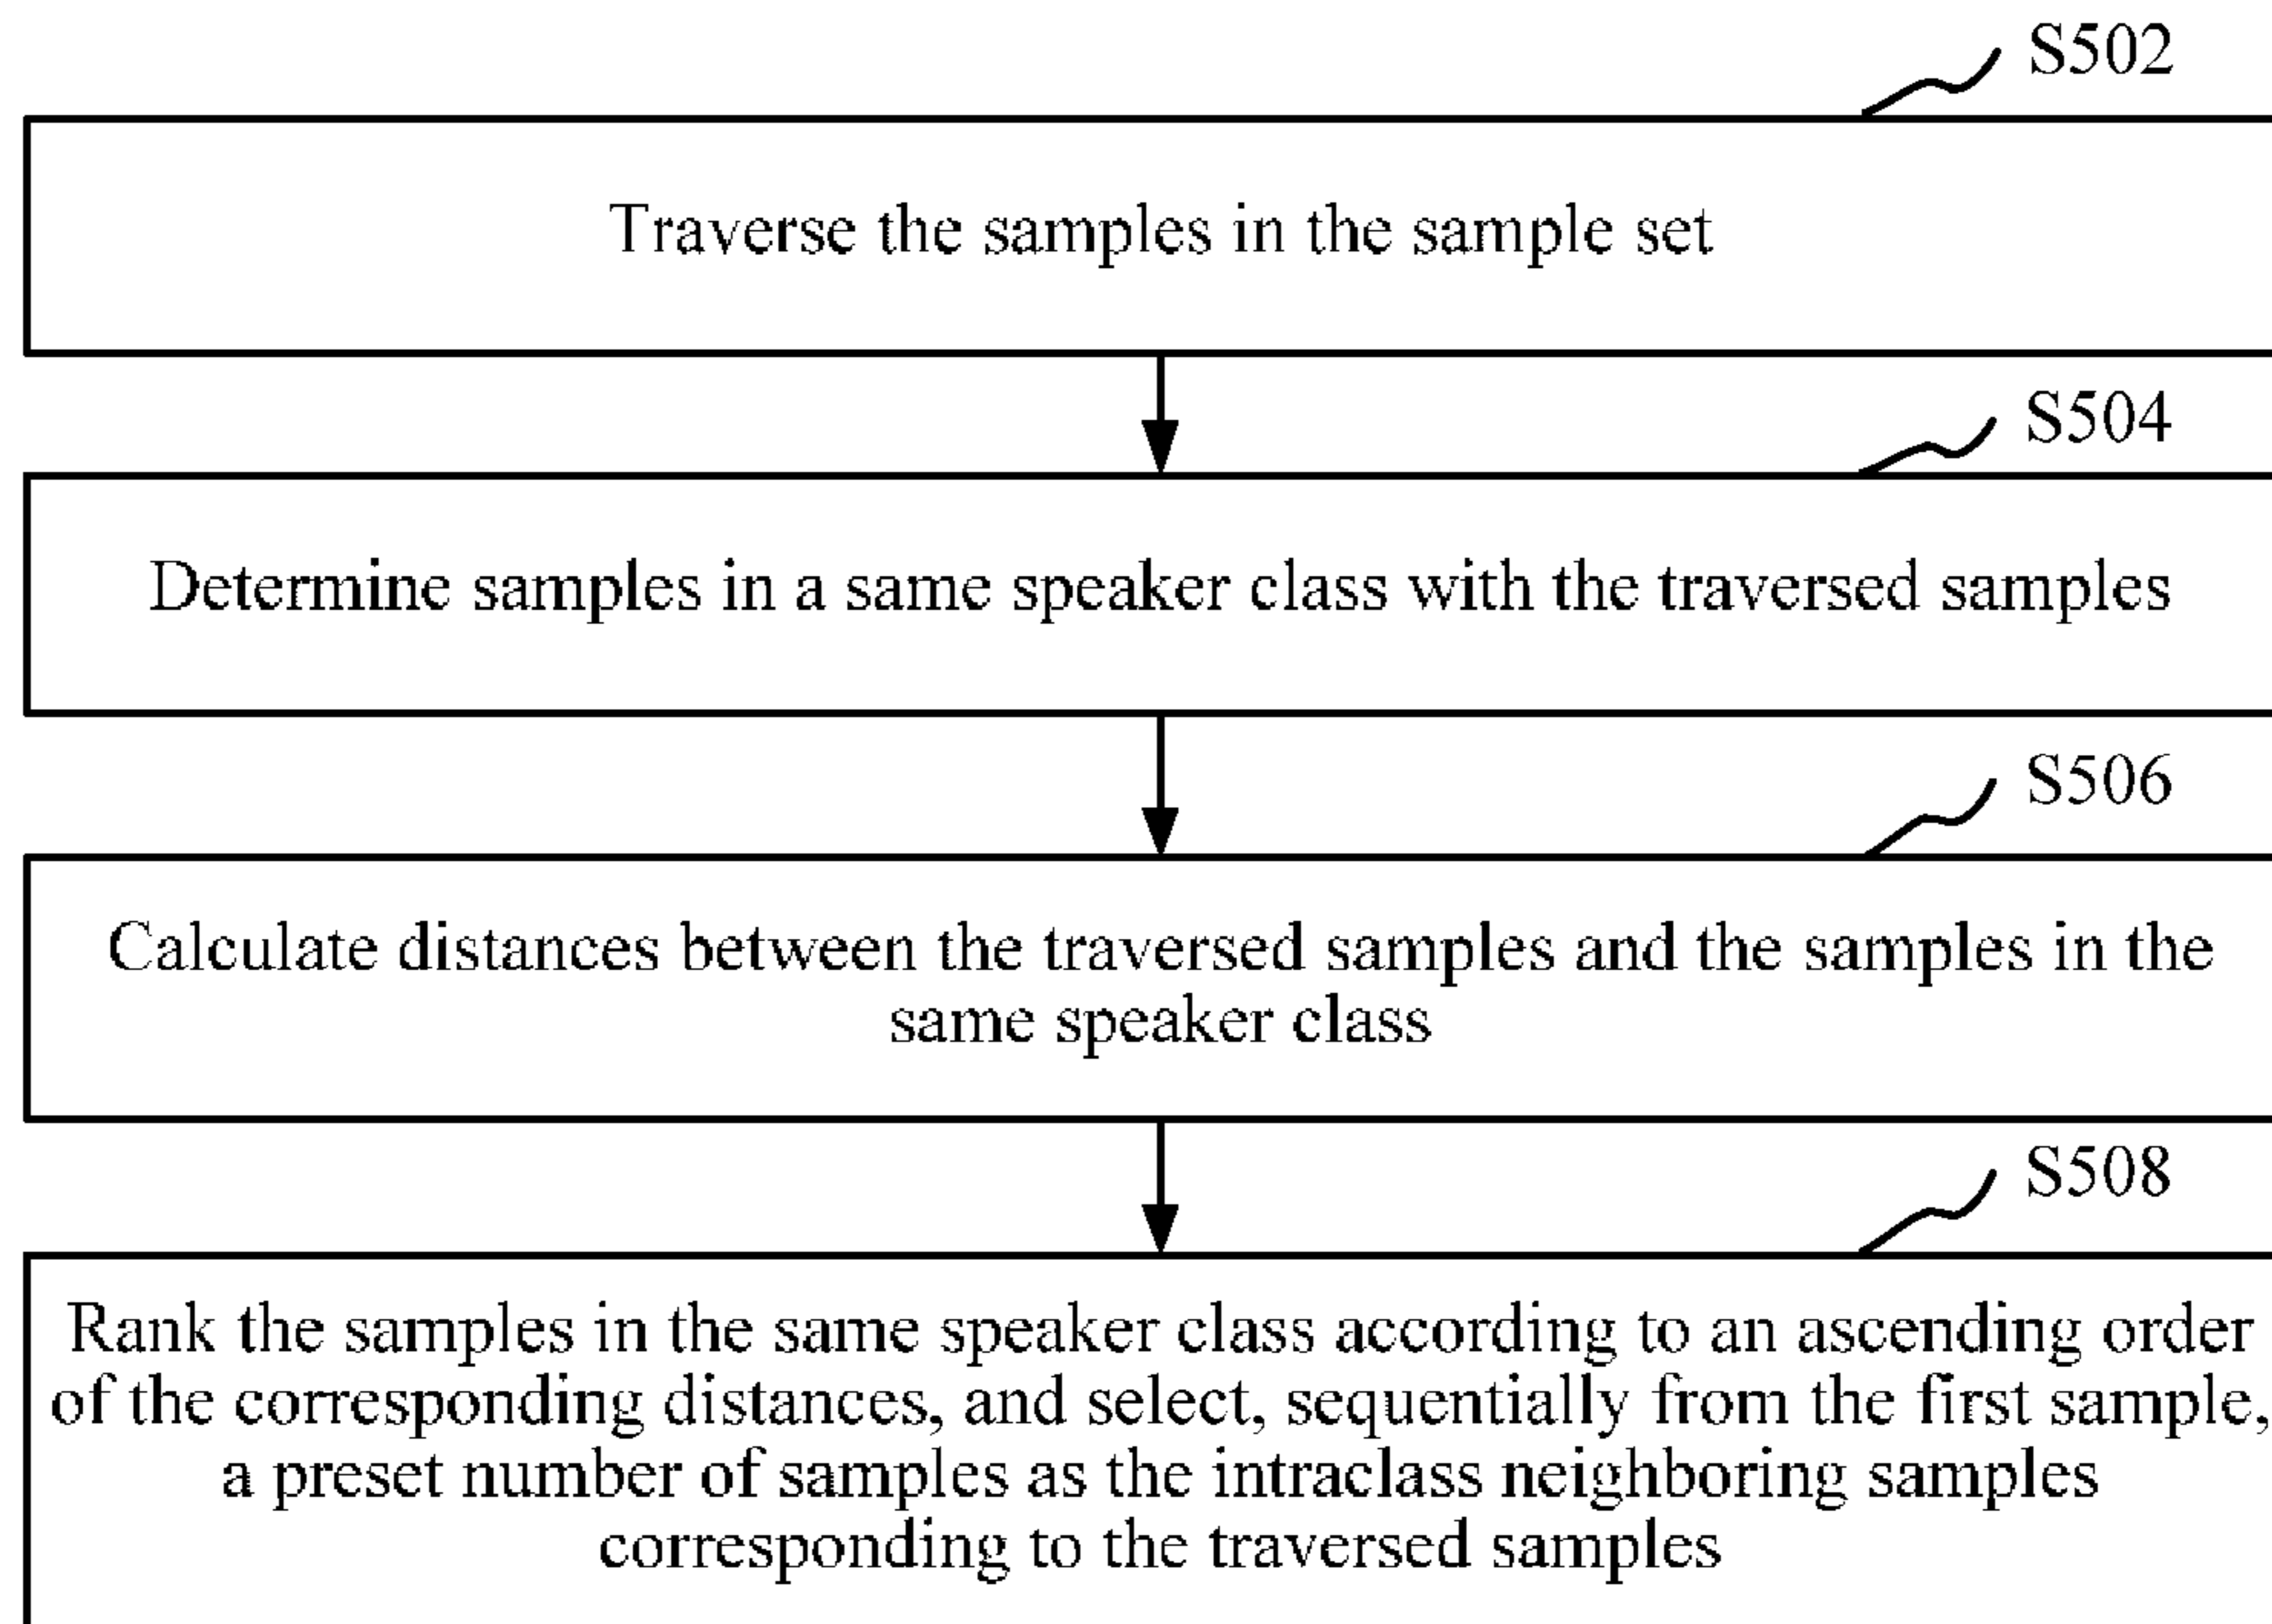 S502
Traverse the samples in the sample set
S504
Determine samples in a same speaker class with the traversed samples
S506
Calculate distances between the traversed samples and the samples in the
same speaker class
S508
Rank the samples in the same speaker class according to an ascending order
of the corresponding distances, and select, sequentially from the first sample,
a preset number of samples as the intraclass neighboring samples
corresponding to the traversed samples